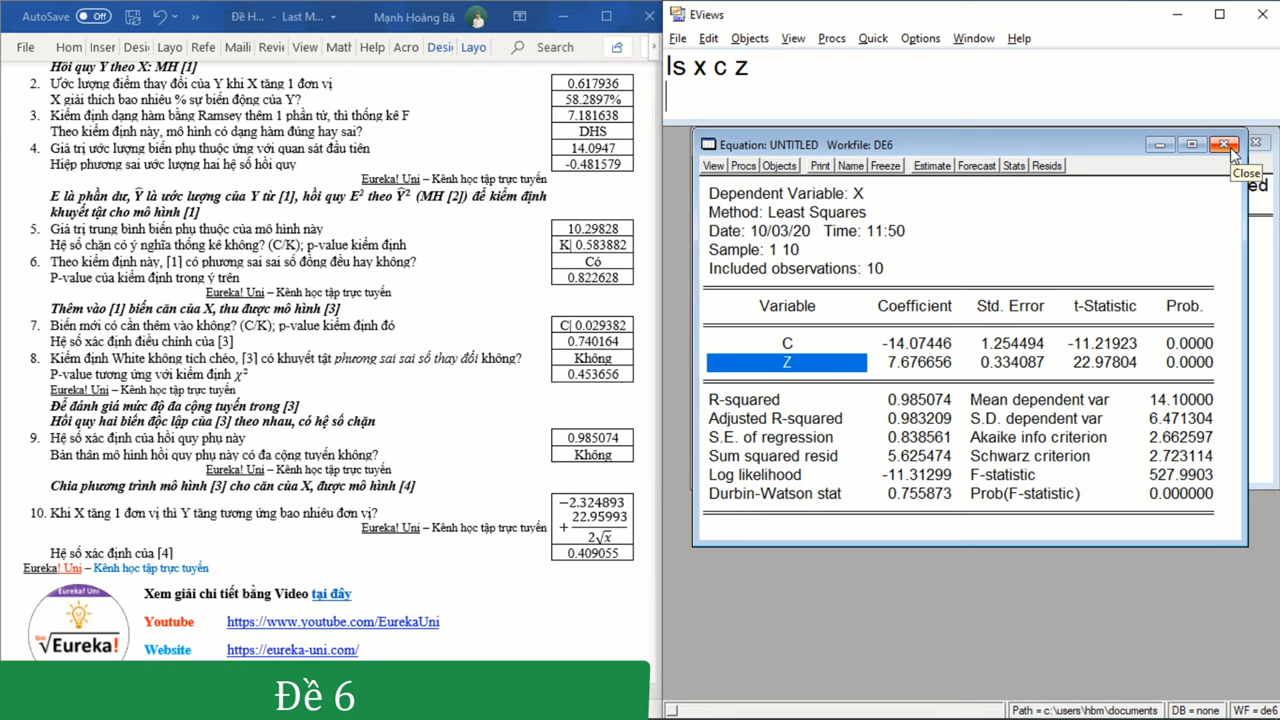 AutoSave Off Đề H... - Last M... Mạnh Hoàng Bá
File Hom Inser Desi Layo Refe Maili Revi View Math Help Acro Desi Layo Search
Hồi quy Y theo X: MH [1]
2. Ước lượng điểm thay đổi của Y khi X tăng 1 đơn vị 0.617936
X giải thích bao nhiêu % sự biến động của Y? 58.2897%
3. Kiểm định dạng hàm bằng Ramsey thêm 1 phần tử, thì thống kê F 7.181638
Theo kiểm định này, mô hình có dạng hàm đúng hay sai? DHS
4. Giá trị ước lượng biến phụ thuộc ứng với quan sát đầu tiên 14.0947
Hiệp phương sai ước lượng hai hệ số hồi quy -0.481579
Eureka! Uni – Kênh học tập trực tuyến
E là phần dư, Ŷ là ước lượng của Y từ [1], hồi quy E² theo Ŷ² (MH [2]) để kiểm định
khuyết tật cho mô hình [1]
5. Giá trị trung bình biến phụ thuộc của mô hình này 10.29828
Hệ số chặn có ý nghĩa thống kê không? (C/K); p-value kiểm định K| 0.583882
6. Theo kiểm định này, [1] có phương sai sai số đồng đều hay không? Có
P-value của kiểm định trong ý trên 0.822628
Eureka! Uni – Kênh học tập trực tuyến
Thêm vào [1] biến căn của X, thu được mô hình [3]
7. Biến mới có cần thêm vào không? (C/K); p-value kiểm định đó C| 0.029382
Hệ số xác định điều chỉnh của [3] 0.740164
8. Kiểm định White không tích chéo, [3] có khuyết tật phương sai sai số thay đổi không? Không
P-value tương ứng với kiểm định χ² 0.453656
Eureka! Uni – Kênh học tập trực tuyến
Để đánh giá mức độ đa cộng tuyến trong [3]
Hồi quy hai biến độc lập của [3] theo nhau, có hệ số chặn
9. Hệ số xác định của hồi quy phụ này 0.985074
Bản thân mô hình hồi quy phụ này có đa cộng tuyến không? Không
Eureka! Uni – Kênh học tập trực tuyến
Chia phương trình mô hình [3] cho căn của X, được mô hình [4]
10. Khi X tăng 1 đơn vị thì Y tăng tương ứng bao nhiêu đơn vị? −2.324893 + 22.95993 / 2√x
Eureka! Uni – Kênh học tập trực tuyến
Hệ số xác định của [4] 0.409055
Eureka! Uni – Kênh học tập trực tuyến
Eureka! Uni
Uni √Eureka!
Xem giải chi tiết bằng Video tại đây
Youtube https://www.youtube.com/EurekaUni
Website https://eureka-uni.com/
Đề 6
EViews
File Edit Objects View Procs Quick Options Window Help
ls x c z
Equation: UNTITLED Workfile: DE6
Close
View Procs Objects Print Name Freeze Estimate Forecast Stats Resids
ed
Dependent Variable: X
Method: Least Squares
Date: 10/03/20 Time: 11:50
Sample: 1 10
Included observations: 10
Variable Coefficient Std. Error t-Statistic Prob.
C -14.07446 1.254494 -11.21923 0.0000
Z 7.676656 0.334087 22.97804 0.0000
R-squared 0.985074 Mean dependent var 14.10000
Adjusted R-squared 0.983209 S.D. dependent var 6.471304
S.E. of regression 0.838561 Akaike info criterion 2.662597
Sum squared resid 5.625474 Schwarz criterion 2.723114
Log likelihood -11.31299 F-statistic 527.9903
Durbin-Watson stat 0.755873 Prob(F-statistic) 0.000000
Path = c:\users\hbm\documents DB = none WF = de6